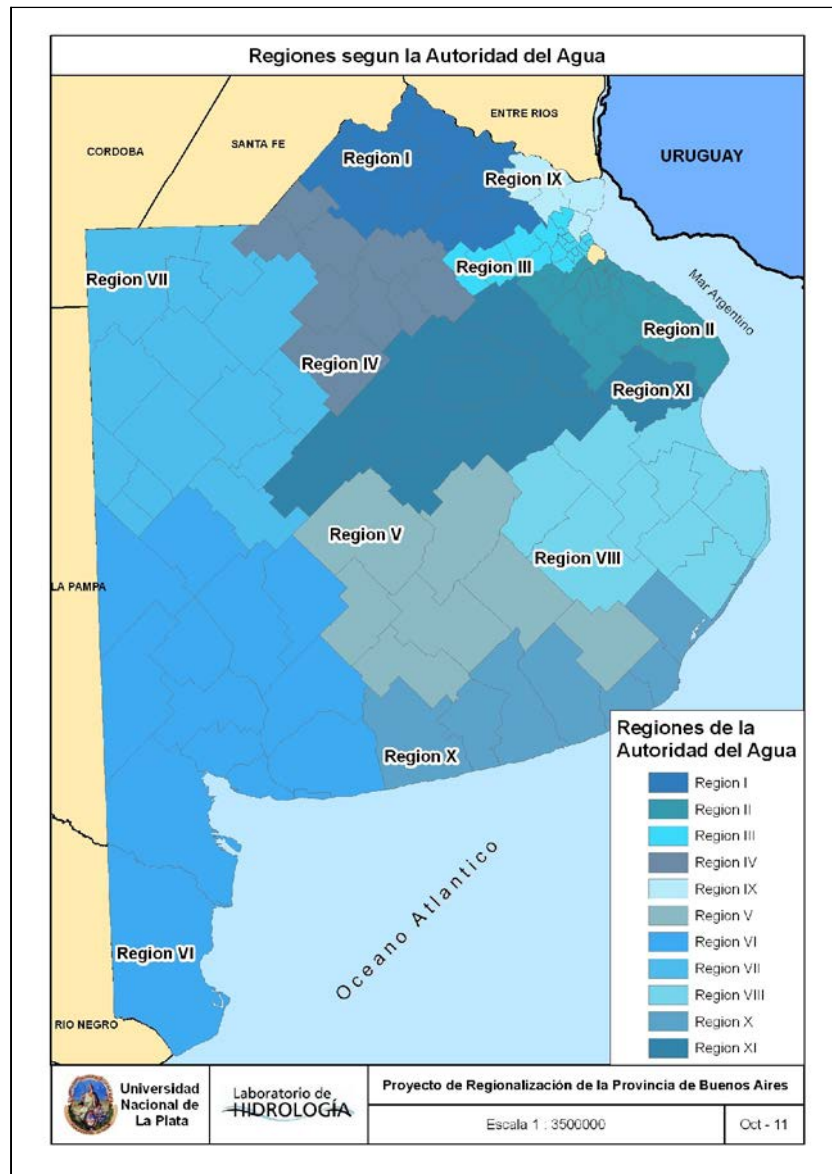 Regiones segun la Autoridad del Agua
ENTRE RIOS
CORDOBA
SANTA FE
URUGUAY
Region I
Region IX
Region III
Region VII
Mar Argentino
Region II
Region IV
Region XI
Region V
Region VIII
LA PAMPA
Region X
Region VI
Oceano Atlantico
RIO NEGRO
Regiones de la
Autoridad del Agua
Region I
Region II
Region III
Region IV
Region IX
Region V
Region VI
Region VII
Region VIII
Region X
Region XI
Universidad
Nacional de
La Plata
Laboratorio de
HIDROLOGÍA
Proyecto de Regionalización de la Provincia de Buenos Aires
Escala 1 : 3500000
Oct - 11